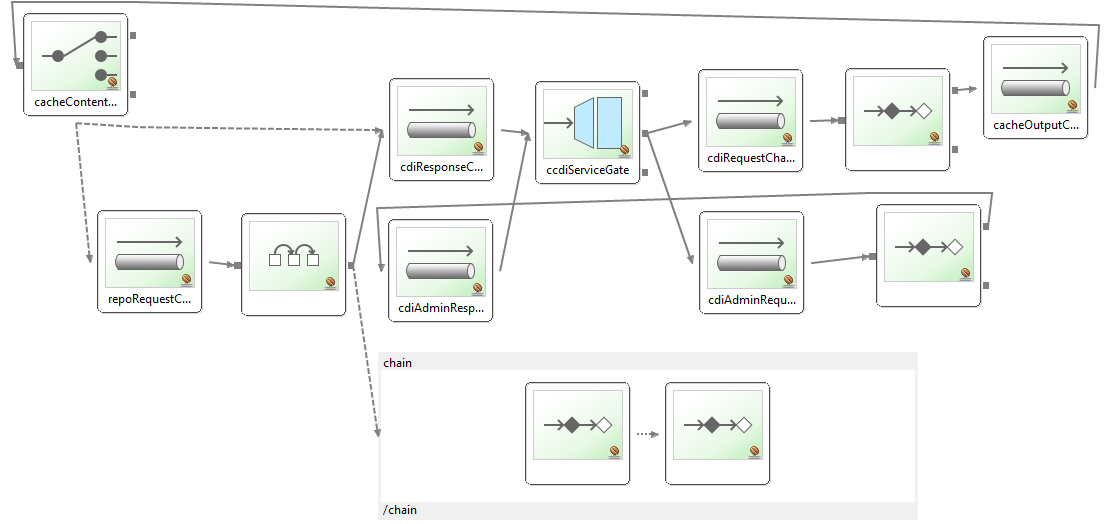 cacheContent...
cdiResponseC...
ccdiServiceGate
cdiRequestCha...
cacheOutputC...
repoRequestC...
cdiAdminResp...
cdiAdminRequ...
chain
/chain